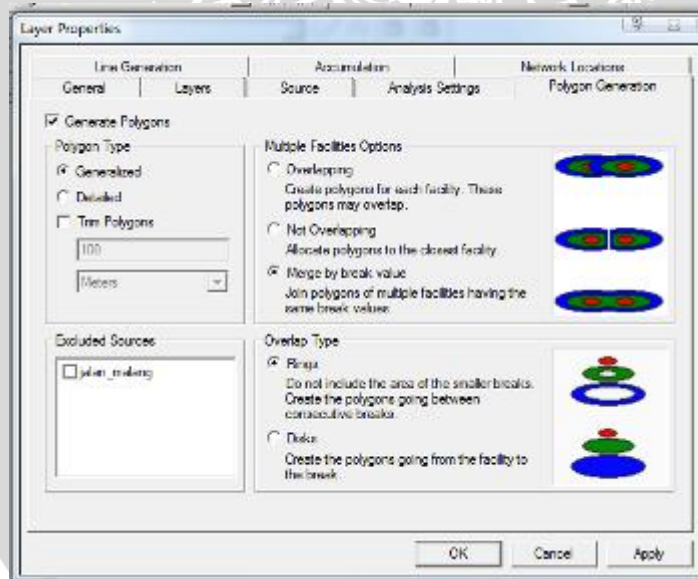 Layer Properties
Line Generation Accumulation Network Locations
General Layers Source Analysis Settings Polygon Generation
Generate Polygons
Polygon Type
Generalized
Detailed
Trim Polygons
100
Meters
Multiple Facilities Options
Overlapping
Create polygons for each facility. These
polygons may overlap.
Not Overlapping
Allocate polygons to the closest facility.
Merge by break value
Join polygons of multiple facilities having the
same break values.
Excluded Sources
jalan_malang
Overlap Type
Rings
Do not include the area of the smaller breaks.
Create the polygons going between
consecutive breaks.
Disks
Create the polygons going from the facility to
the break.
OK Cancel Apply